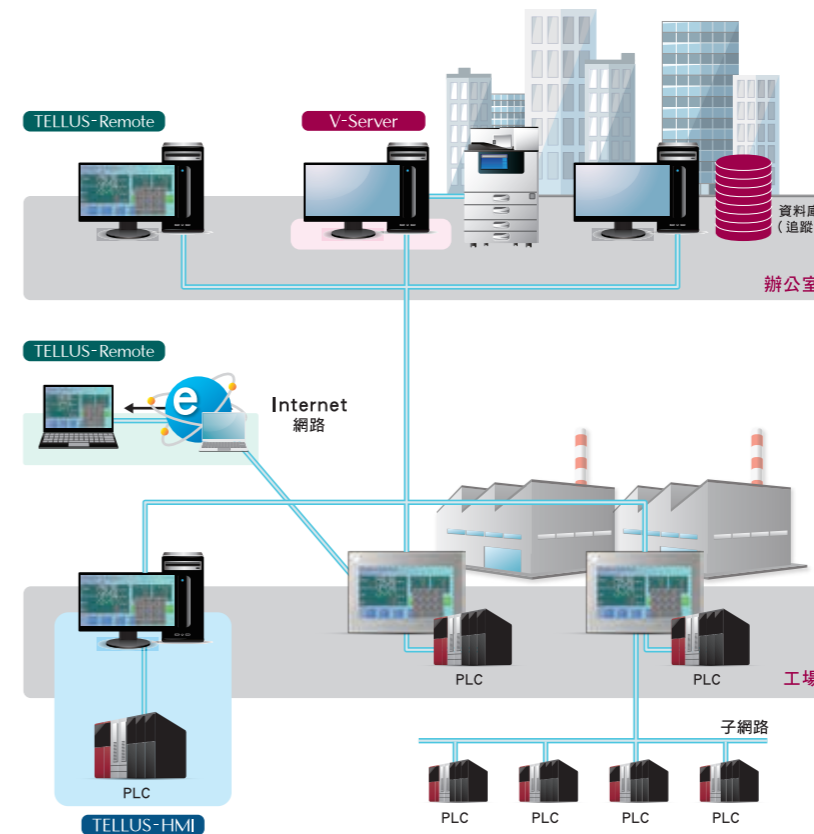 TELLUS-Remote
V-Server
資料庫
（追蹤
辦公室
TELLUS-Remote
e
Internet
網路
PLC
PLC
工場
子網路
PLC
TELLUS-HMI
PLC
PLC
PLC
PLC